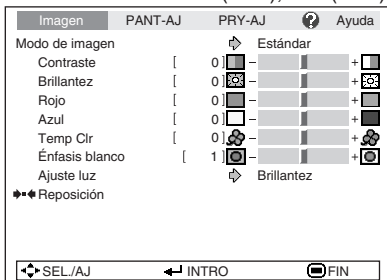 Imagen PANT-AJ PRY-AJ ? Ayuda
Modo de imagen Estándar
Contraste [ 0 ] - +
Brillantez [ 0 ] - +
Rojo [ 0 ] - +
Azul [ 0 ] - +
Temp Clr [ 0 ] - +
Énfasis blanco [ 1 ] - +
Ajuste luz Brillantez
Reposición
SEL./AJ INTRO FIN